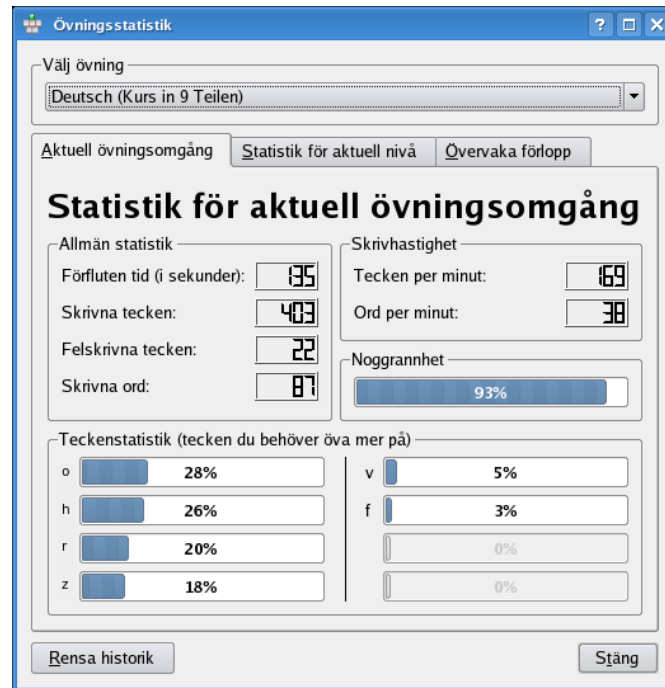 Övningsstatistik
Välj övning
Deutsch (Kurs in 9 Teilen)
Aktuell övningsomgång Statistik för aktuell nivå Övervaka förlopp
Statistik för aktuell övningsomgång
Allmän statistik
Förfluten tid (i sekunder): 135
Skrivna tecken: 403
Felskrivna tecken: 22
Skrivna ord: 87
Skrivhastighet
Tecken per minut: 169
Ord per minut: 38
Noggrannhet
93%
Teckenstatistik (tecken du behöver öva mer på)
o 28%
h 26%
r 20%
z 18%
v 5%
f 3%
0%
0%
Rensa historik Stäng